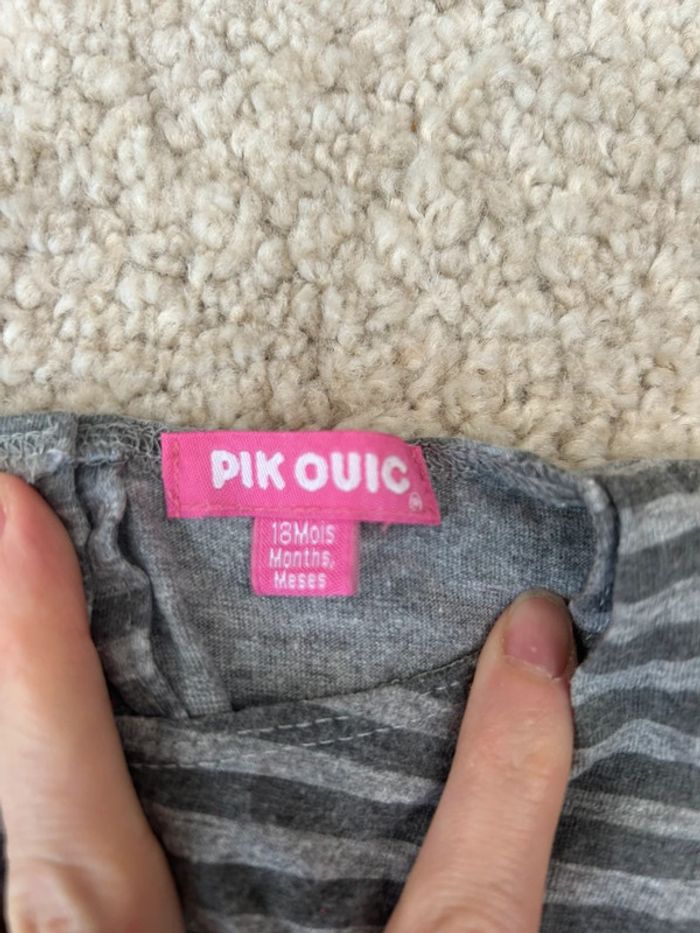 PIK OUIC
18Mois
Months,
Meses